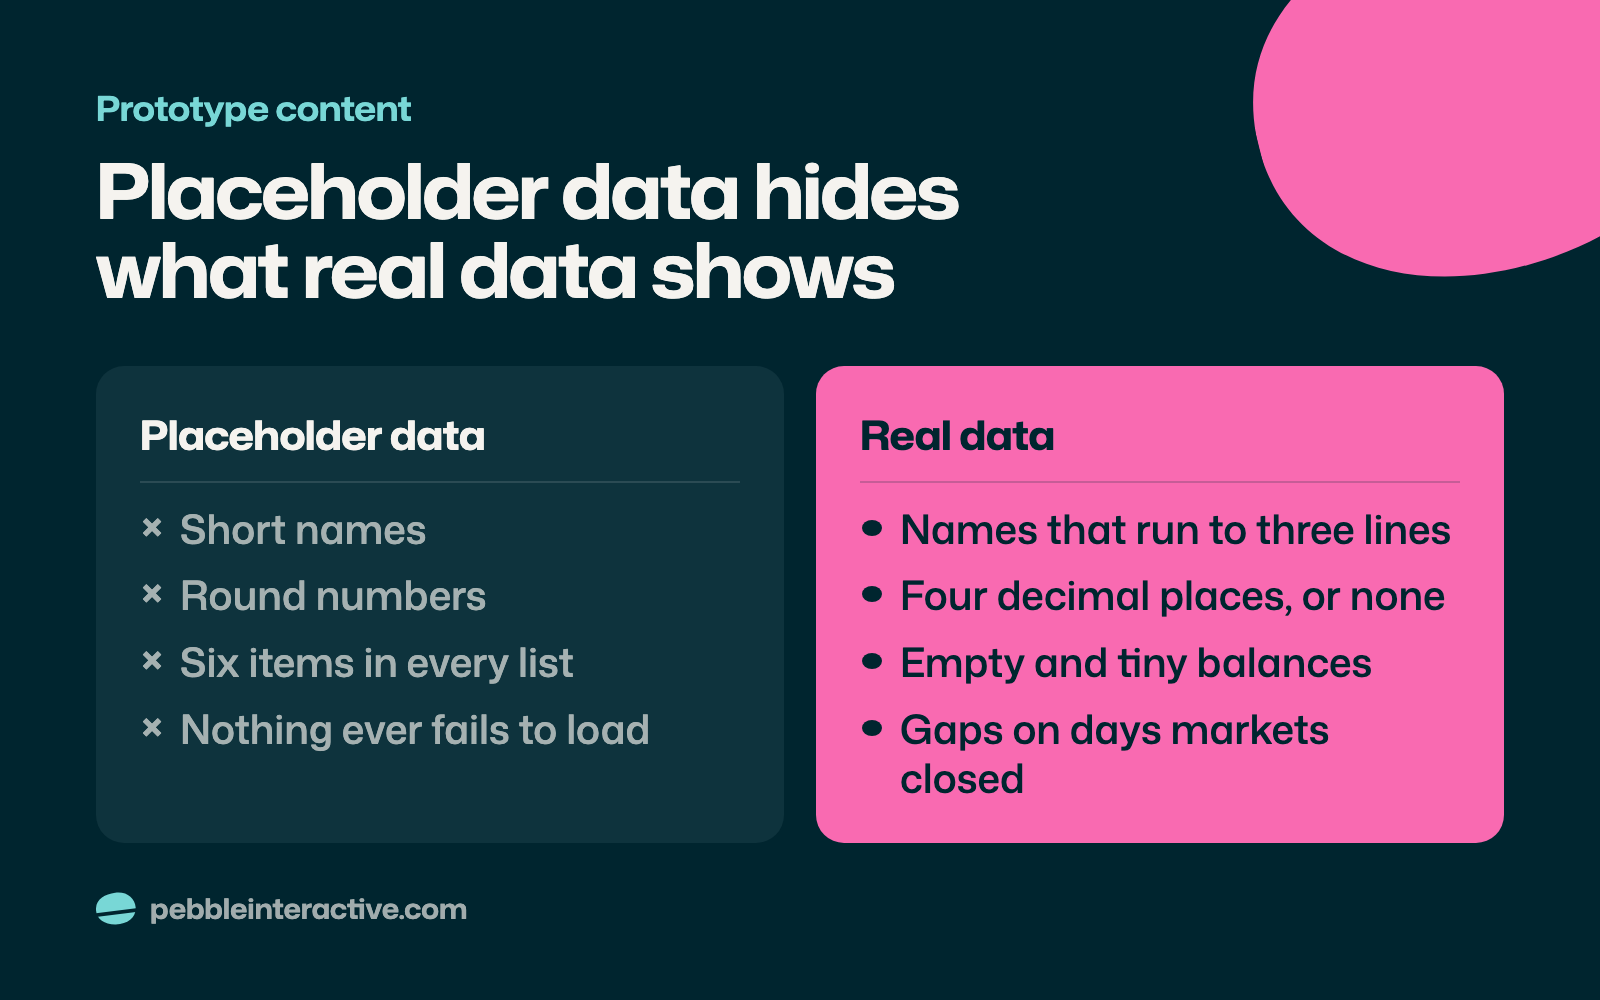 Prototype content
Placeholder data hides
what real data shows
Placeholder data
× Short names
× Round numbers
× Six items in every list
× Nothing ever fails to load
Real data
• Names that run to three lines
• Four decimal places, or none
• Empty and tiny balances
• Gaps on days markets
closed
pebbleinteractive.com